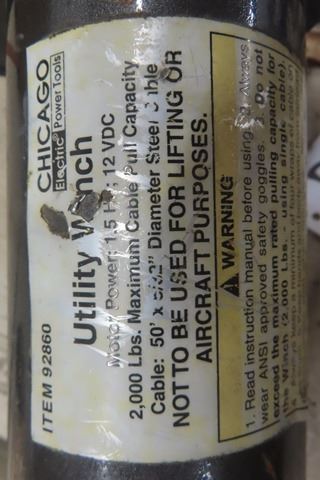 CHICAGO
Electric® Power Tools
ITEM 92860
Utility
Motor Power: 1.5 12 VDC
2,000 Lbs. Maximum Cable Pull Capacity
Cable: 50' x Diameter Steel
NOT TO BE USED FOR LIFTING OR
AIRCRAFT PURPOSES.
WARNING
1. Read instruction manual before using. Always
wear ANSI approved safety goggles. 3. Do not
exceed the maximum rated pulling capacity for
the Winch (2,000 Lbs. - using single cable).